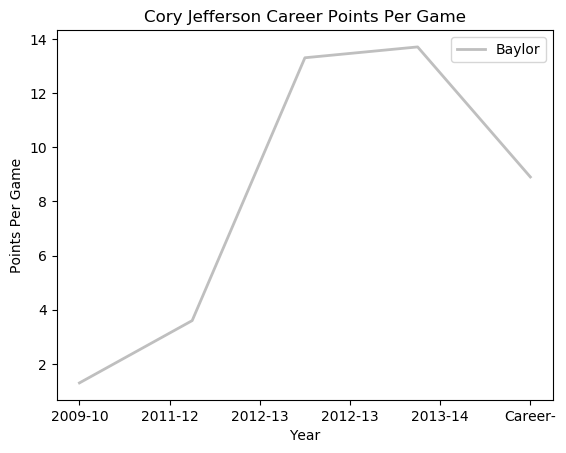 Cory Jefferson Career Points Per Game
Baylor
Points Per Game
14
12
10
8
6
4
2
2009-10 2011-12 2012-13 2012-13 2013-14 Career-
Year